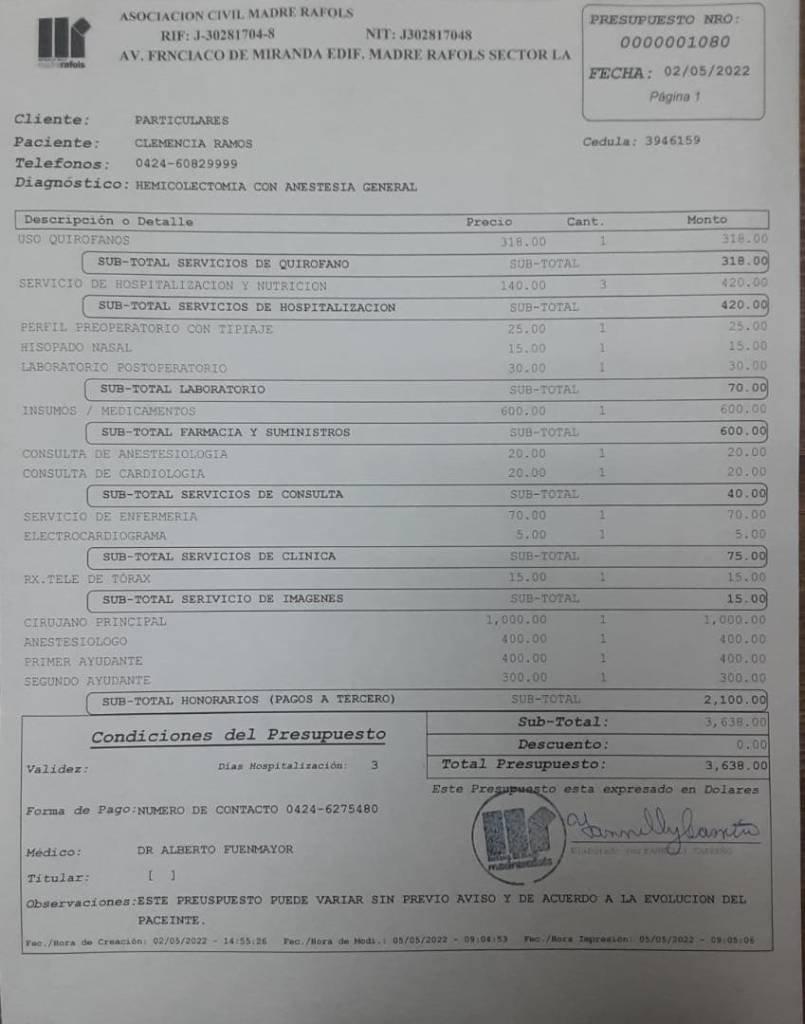 ASOCIACION CIVIL MADRE RAFOLS
RIF: J-30281704-8 NIT: J302817048
AV. FRNCIACO DE MIRANDA EDIF. MADRE RAFOLS SECTOR LA
madrerafols
PRESUPUESTO NRO:
0000001080
FECHA: 02/05/2022
Página 1
Cliente: PARTICULARES
Paciente: CLEMENCIA RAMOS
Cedula: 3946159
Telefonos: 0424-60829999
Diagnóstico: HEMICOLECTOMIA CON ANESTESIA GENERAL
Descripción o Detalle Precio Cant. Monto
USO QUIROFANOS 318.00 1 318.00
SUB-TOTAL SERVICIOS DE QUIROFANO SUB-TOTAL 318.00
SERVICIO DE HOSPITALIZACION Y NUTRICION 140.00 3 420.00
SUB-TOTAL SERVICIOS DE HOSPITALIZACION SUB-TOTAL 420.00
PERFIL PREOPERATORIO CON TIPIAJE 25.00 1 25.00
HISOPADO NASAL 15.00 1 15.00
LABORATORIO POSTOPERATORIO 30.00 1 30.00
SUB-TOTAL LABORATORIO SUB-TOTAL 70.00
INSUMOS / MEDICAMENTOS 600.00 1 600.00
SUB-TOTAL FARMACIA Y SUMINISTROS SUB-TOTAL 600.00
CONSULTA DE ANESTESIOLOGIA 20.00 1 20.00
CONSULTA DE CARDIOLOGIA 20.00 1 20.00
SUB-TOTAL SERVICIOS DE CONSULTA SUB-TOTAL 40.00
SERVICIO DE ENFERMERIA 70.00 1 70.00
ELECTROCARDIOGRAMA 5.00 1 5.00
SUB-TOTAL SERVICIOS DE CLINICA SUB-TOTAL 75.00
RX.TELE DE TÓRAX 15.00 1 15.00
SUB-TOTAL SERIVICIO DE IMAGENES SUB-TOTAL 15.00
CIRUJANO PRINCIPAL 1,000.00 1 1,000.00
ANESTESIOLOGO 400.00 1 400.00
PRIMER AYUDANTE 400.00 1 400.00
SEGUNDO AYUDANTE 300.00 1 300.00
SUB-TOTAL HONORARIOS (PAGOS A TERCERO) SUB-TOTAL 2,100.00
Condiciones del Presupuesto
Sub-Total: 3,638.00
Descuento: 0.00
Total Presupuesto: 3,638.00
Validez: Dias Hospitalización: 3
Este Presupuesto esta expresado en Dolares
Forma de Pago: NUMERO DE CONTACTO 0424-6275480
madrerafols
Elaborado por
Médico: DR ALBERTO FUENMAYOR
Titular: [ ]
Observaciones: ESTE PREUSPUESTO PUEDE VARIAR SIN PREVIO AVISO Y DE ACUERDO A LA EVOLUCION DEL
PACEINTE.
Fec./Hora de Creación: 02/05/2022 - 14:55:26 Fec./Hora de Modi.: 05/05/2022 - 09:04:53 Fec./Hora Impresión: 05/05/2022 - 09:05:06